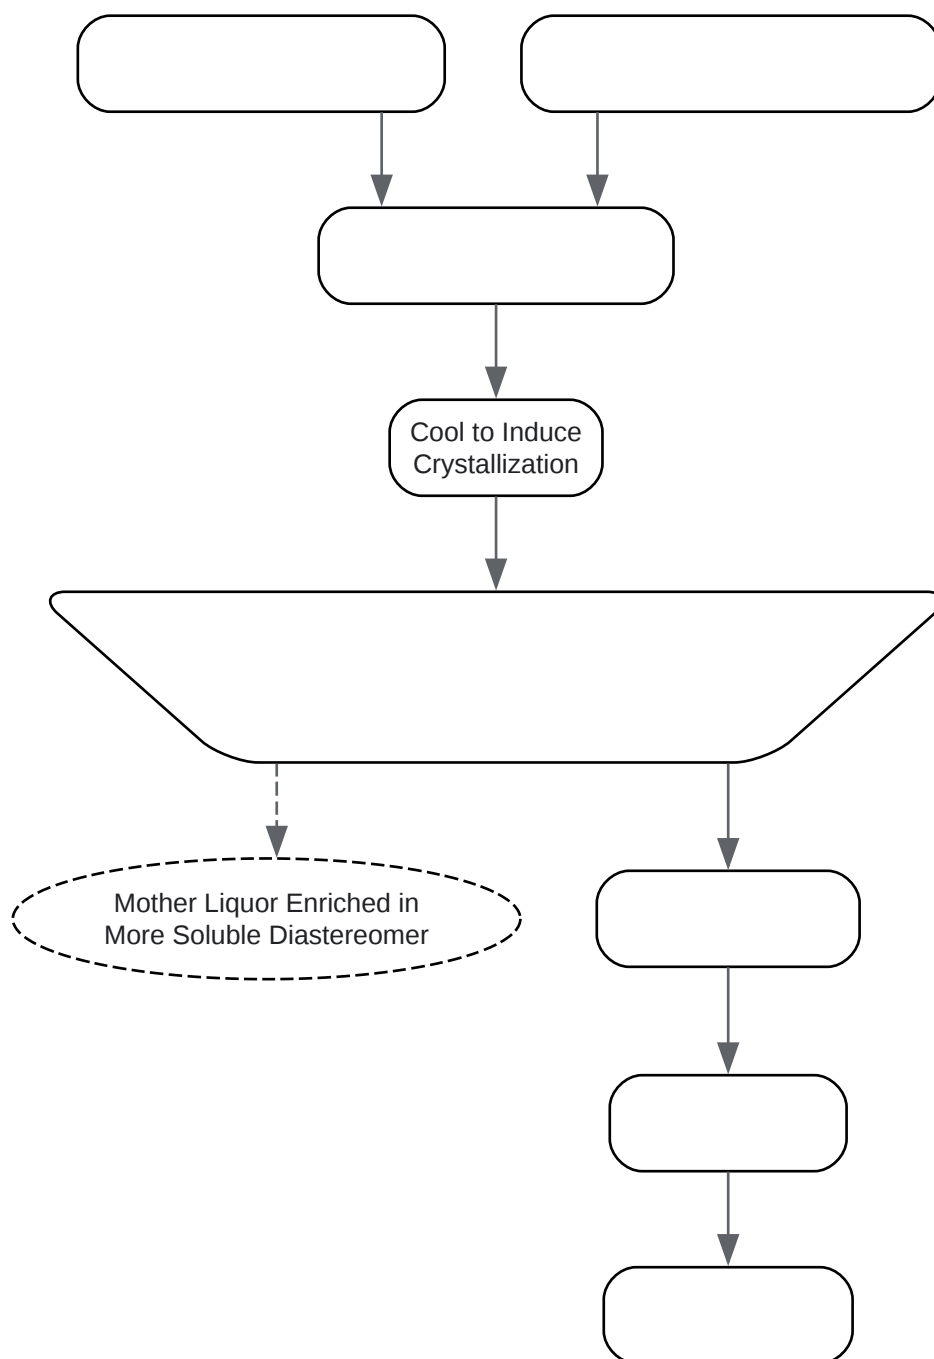 Cool to Induce
Crystallization
Mother Liquor Enriched in
More Soluble Diastereomer